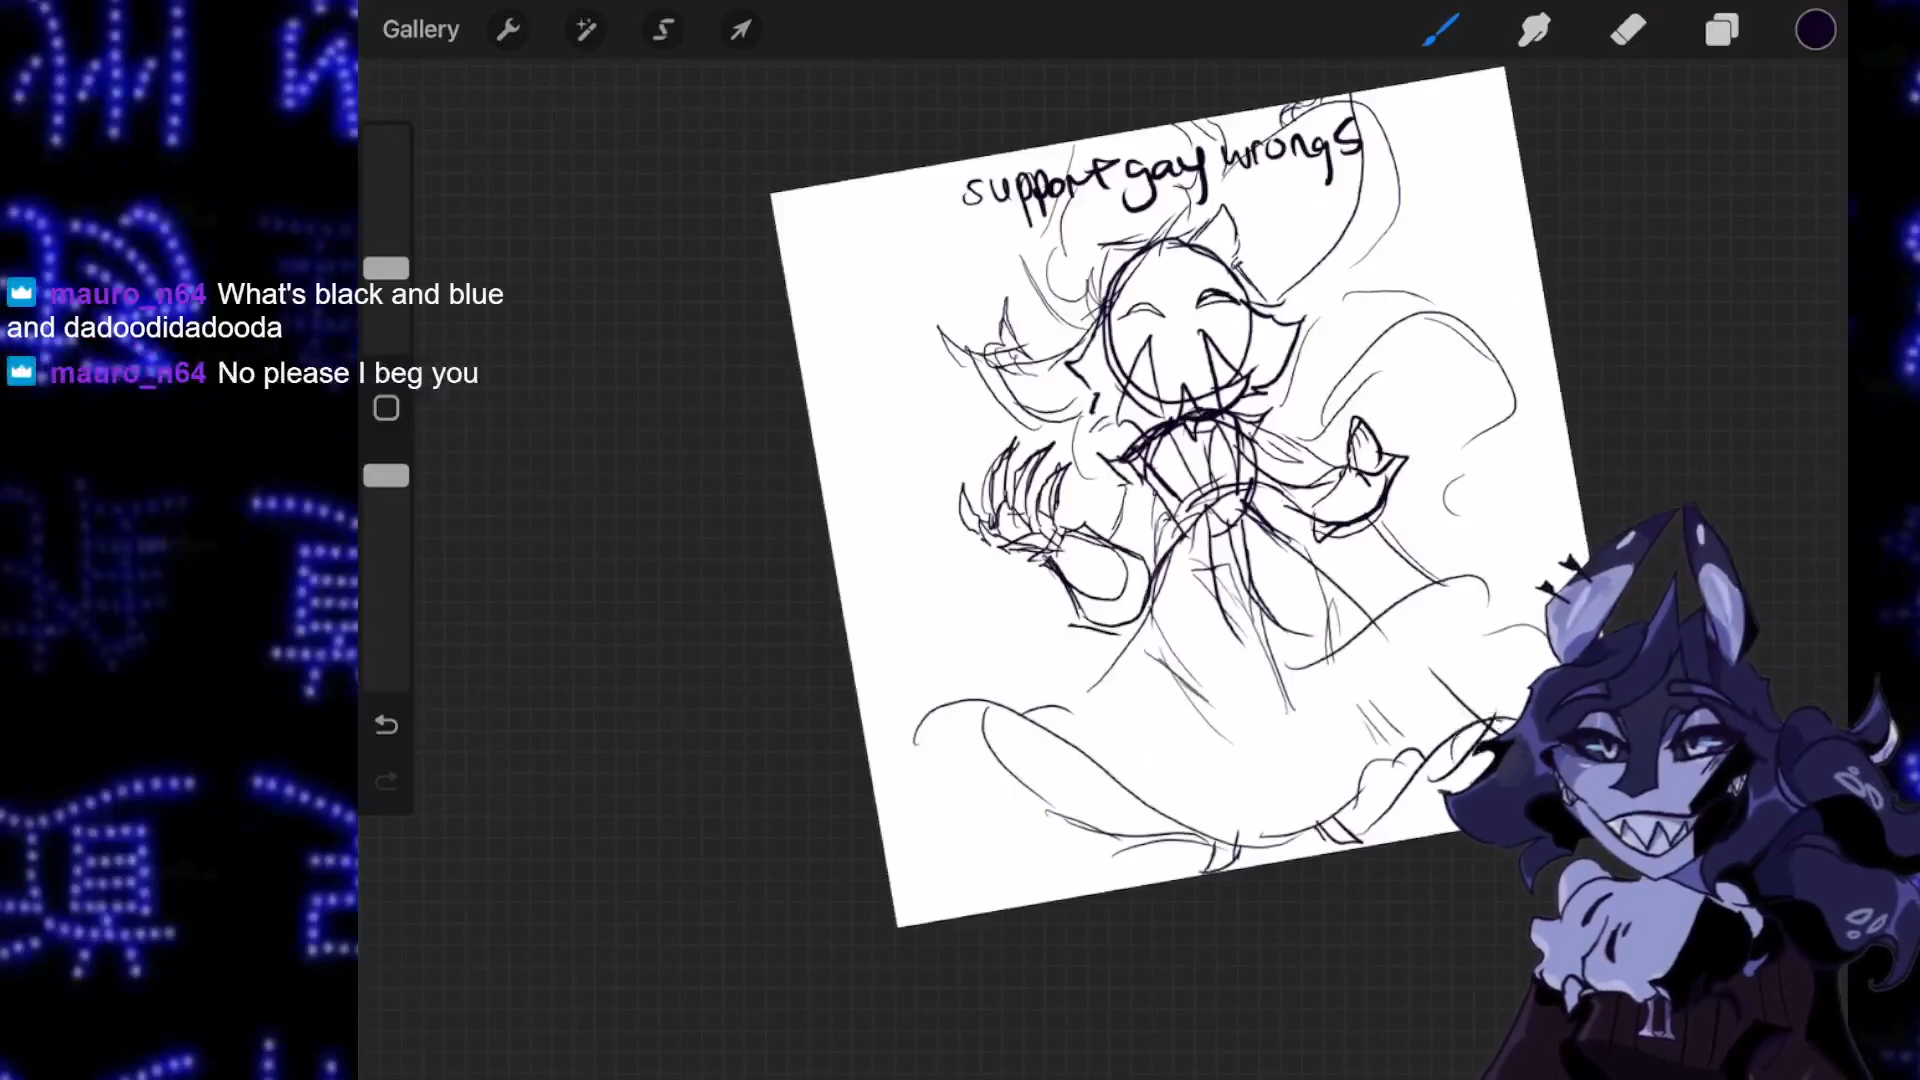 Gallery
support gay wrongs
mauro_n64 What's black and blue
and dadoodidadooda
mauro_n64 No please I beg you